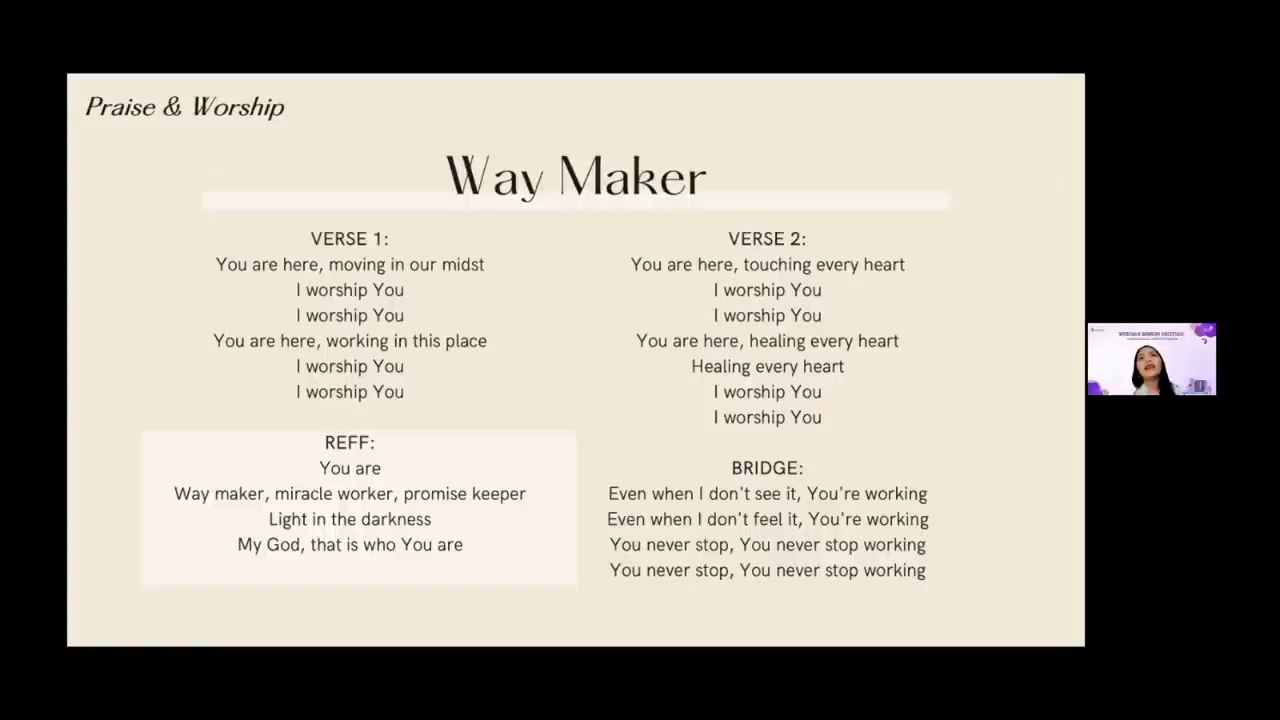 Praise & Worship
Way Maker
VERSE 1:
You are here, moving in our midst
I worship You
I worship You
You are here, working in this place
I worship You
I worship You
REFF:
You are
Way maker, miracle worker, promise keeper
Light in the darkness
My God, that is who You are
VERSE 2:
You are here, touching every heart
I worship You
I worship You
You are here, healing every heart
Healing every heart
I worship You
I worship You
BRIDGE:
Even when I don't see it, You're working
Even when I don't feel it, You're working
You never stop, You never stop working
You never stop, You never stop working